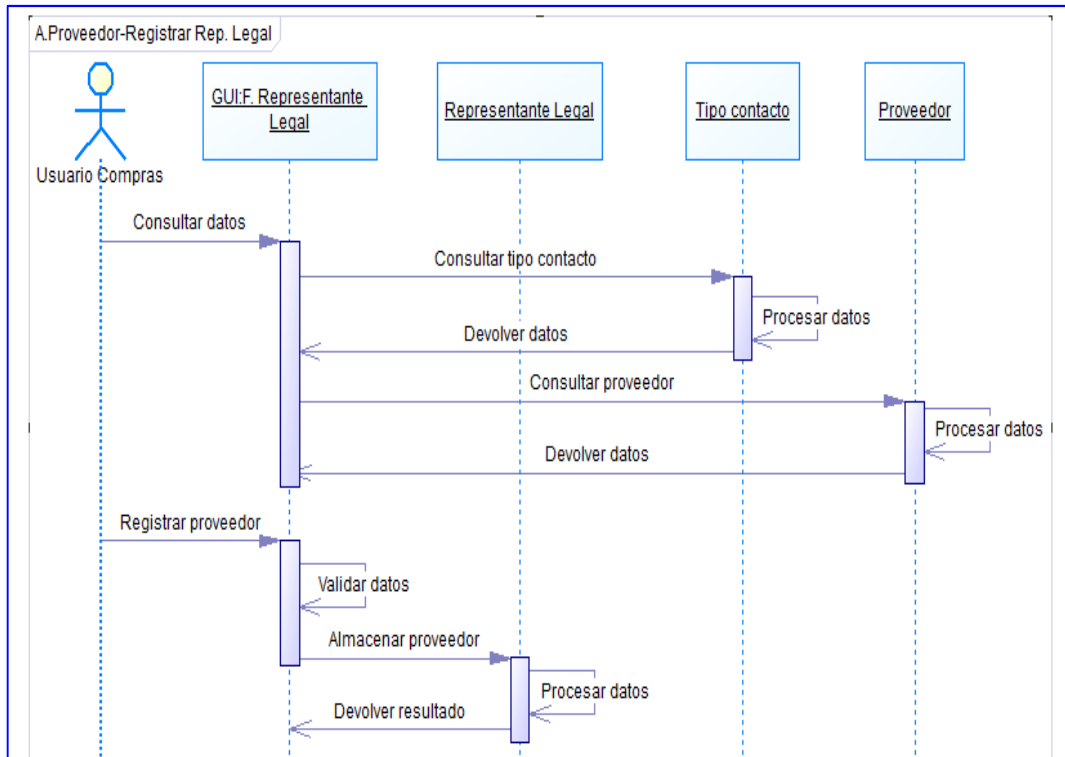 A.Proveedor-Registrar Rep. Legal
Usuario Compras
GUI:F. Representante
Legal
Representante Legal
Tipo contacto
Proveedor
Consultar datos
Consultar tipo contacto
Procesar datos
Devolver datos
Consultar proveedor
Procesar datos
Devolver datos
Registrar proveedor
Validar datos
Almacenar proveedor
Procesar datos
Devolver resultado